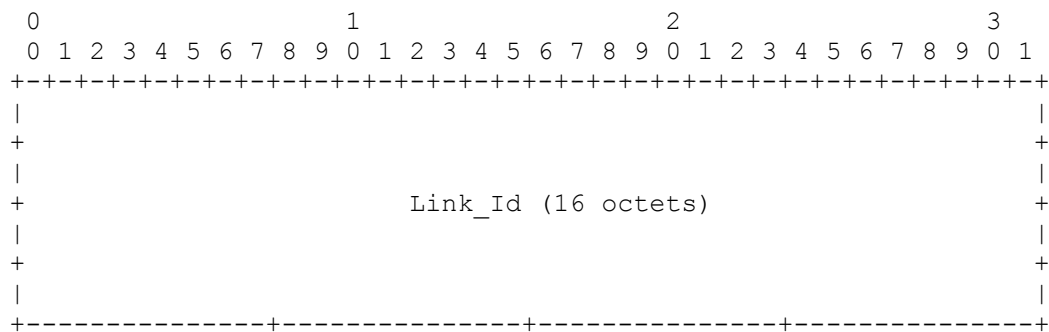 0                   1                   2                   3
 0 1 2 3 4 5 6 7 8 9 0 1 2 3 4 5 6 7 8 9 0 1 2 3 4 5 6 7 8 9 0 1
+-+-+-+-+-+-+-+-+-+-+-+-+-+-+-+-+-+-+-+-+-+-+-+-+-+-+-+-+-+-+-+-+
|                                                               |
+                                                               +
|                                                               |
+                        Link_Id (16 octets)                    +
|                                                               |
+                                                               +
|                                                               |
+---------------+---------------+---------------+---------------+